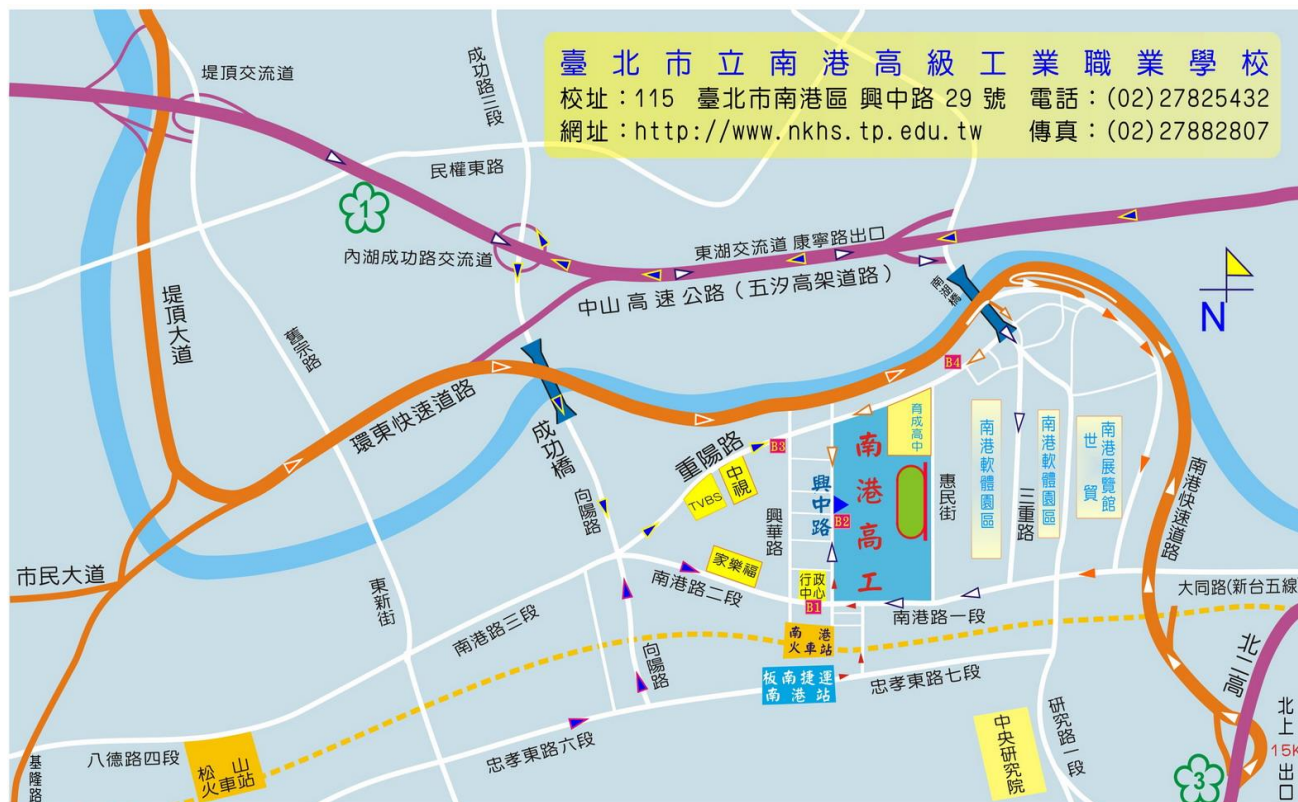 臺北市立南港高級工業職業學校
校址：115 臺北市南港區 興中路 29 號 電話：(02)27825432
網址：http://www.nkhs.tp.edu.tw 傳真：(02)27882807
堤頂交流道
成功路三段
民權東路
1
內湖成功路交流道
東湖交流道 康寧路出口
中山高速公路（五汐高架道路）
南湖橋
N
堤頂大道
舊宗路
環東快速道路
成功橋
重陽路
B4
B3
中視
TVBS
育成高中
南港高工
興中路
B2
興華路
惠民街
南港軟體園區
三重路
南港軟體園區
世貿
南港展覽館
南港快速道路
向陽路
家樂福
行政中心
B1
南港路二段
南港路一段
大同路(新台五線)
市民大道
東新街
南港路三段
南港
火車站
板南捷運
南港站
向陽路
忠孝東路七段
北二高
八德路四段
松山
火車站
忠孝東路六段
基隆路
中央研究院
研究路一段
3
北上
15K
出口